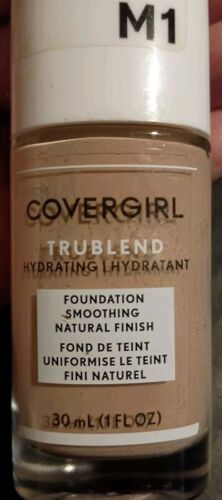 M1
COVERGIRL
TRUBLEND
HYDRATING | HYDRATANT
FOUNDATION
SMOOTHING
NATURAL FINISH
FOND DE TEINT
UNIFORMISE LE TEINT
FINI NATUREL
30 mL (1 FL OZ)